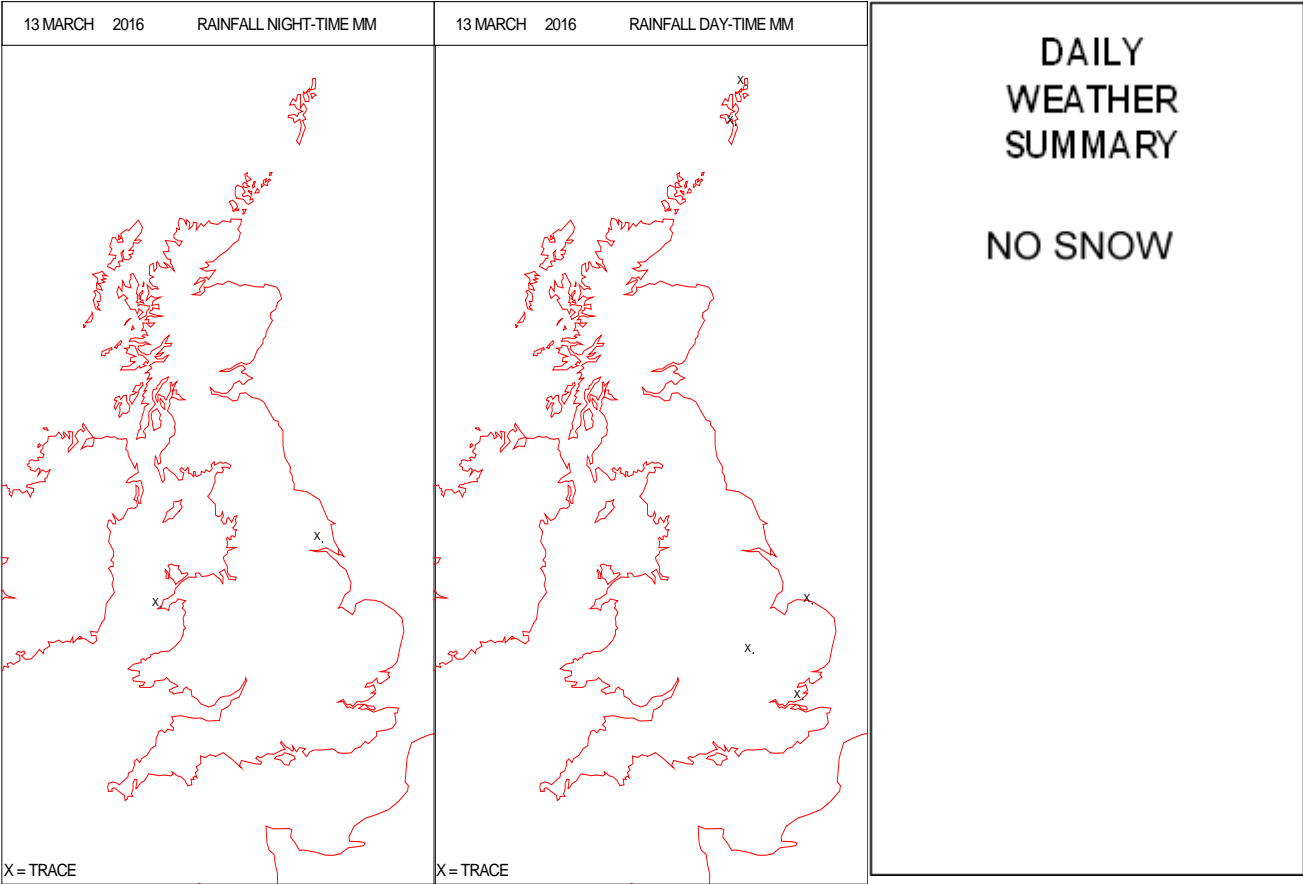 13 MARCH 2016 RAINFALL NIGHT-TIME MM
X.
X.
X = TRACE
13 MARCH 2016 RAINFALL DAY-TIME MM
X.
X.
X.
X.
X.
X = TRACE
DAILY
WEATHER
SUMMARY
NO SNOW